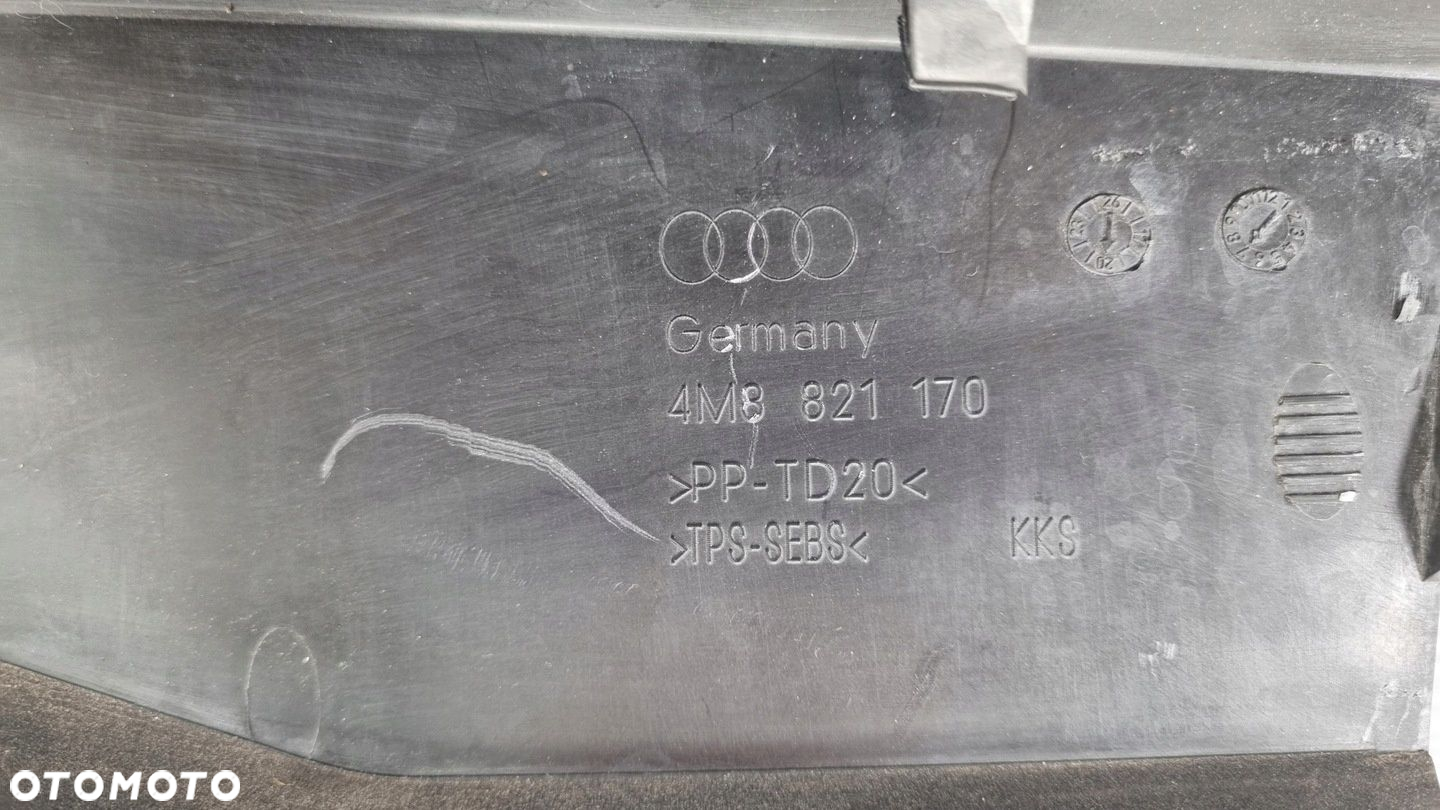 Germany
4M8 821 170
>PP-TD20<
>TPS-SEBS< KKS
OTOMOTO